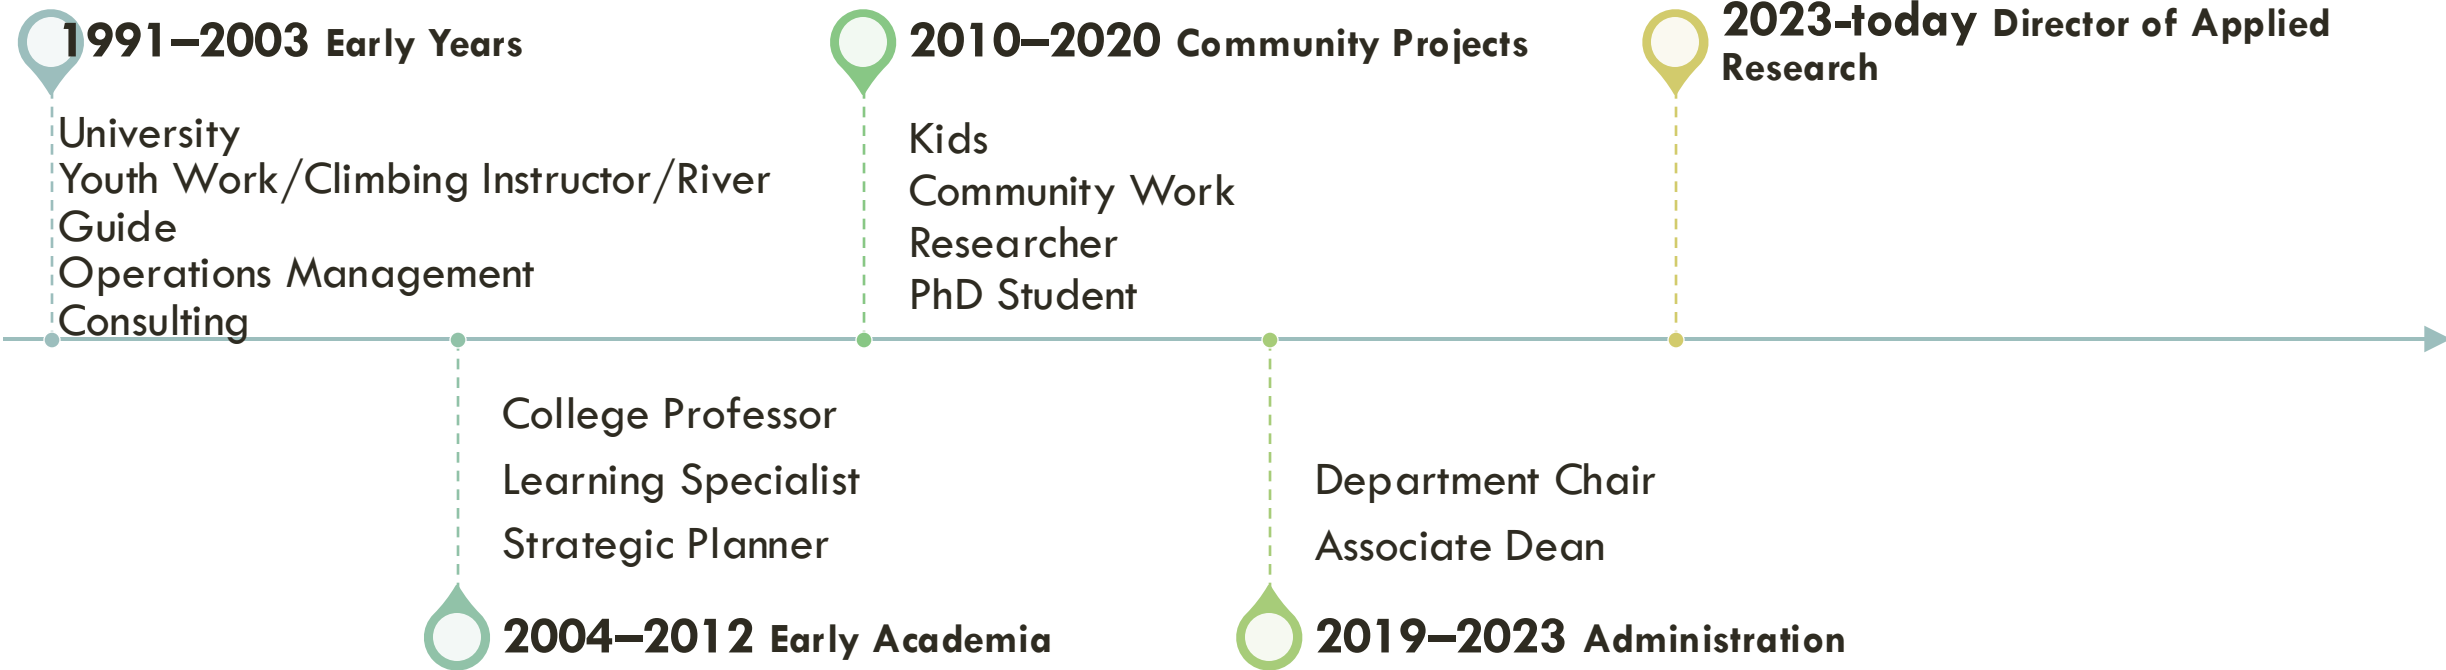 1991–2003 Early Years
University
Youth Work/Climbing Instructor/River
Guide
Operations Management
Consulting
College Professor
Learning Specialist
Strategic Planner
2004–2012 Early Academia
2010–2020 Community Projects
Kids
Community Work
Researcher
PhD Student
Department Chair
Associate Dean
2019–2023 Administration
2023-today Director of Applied
Research